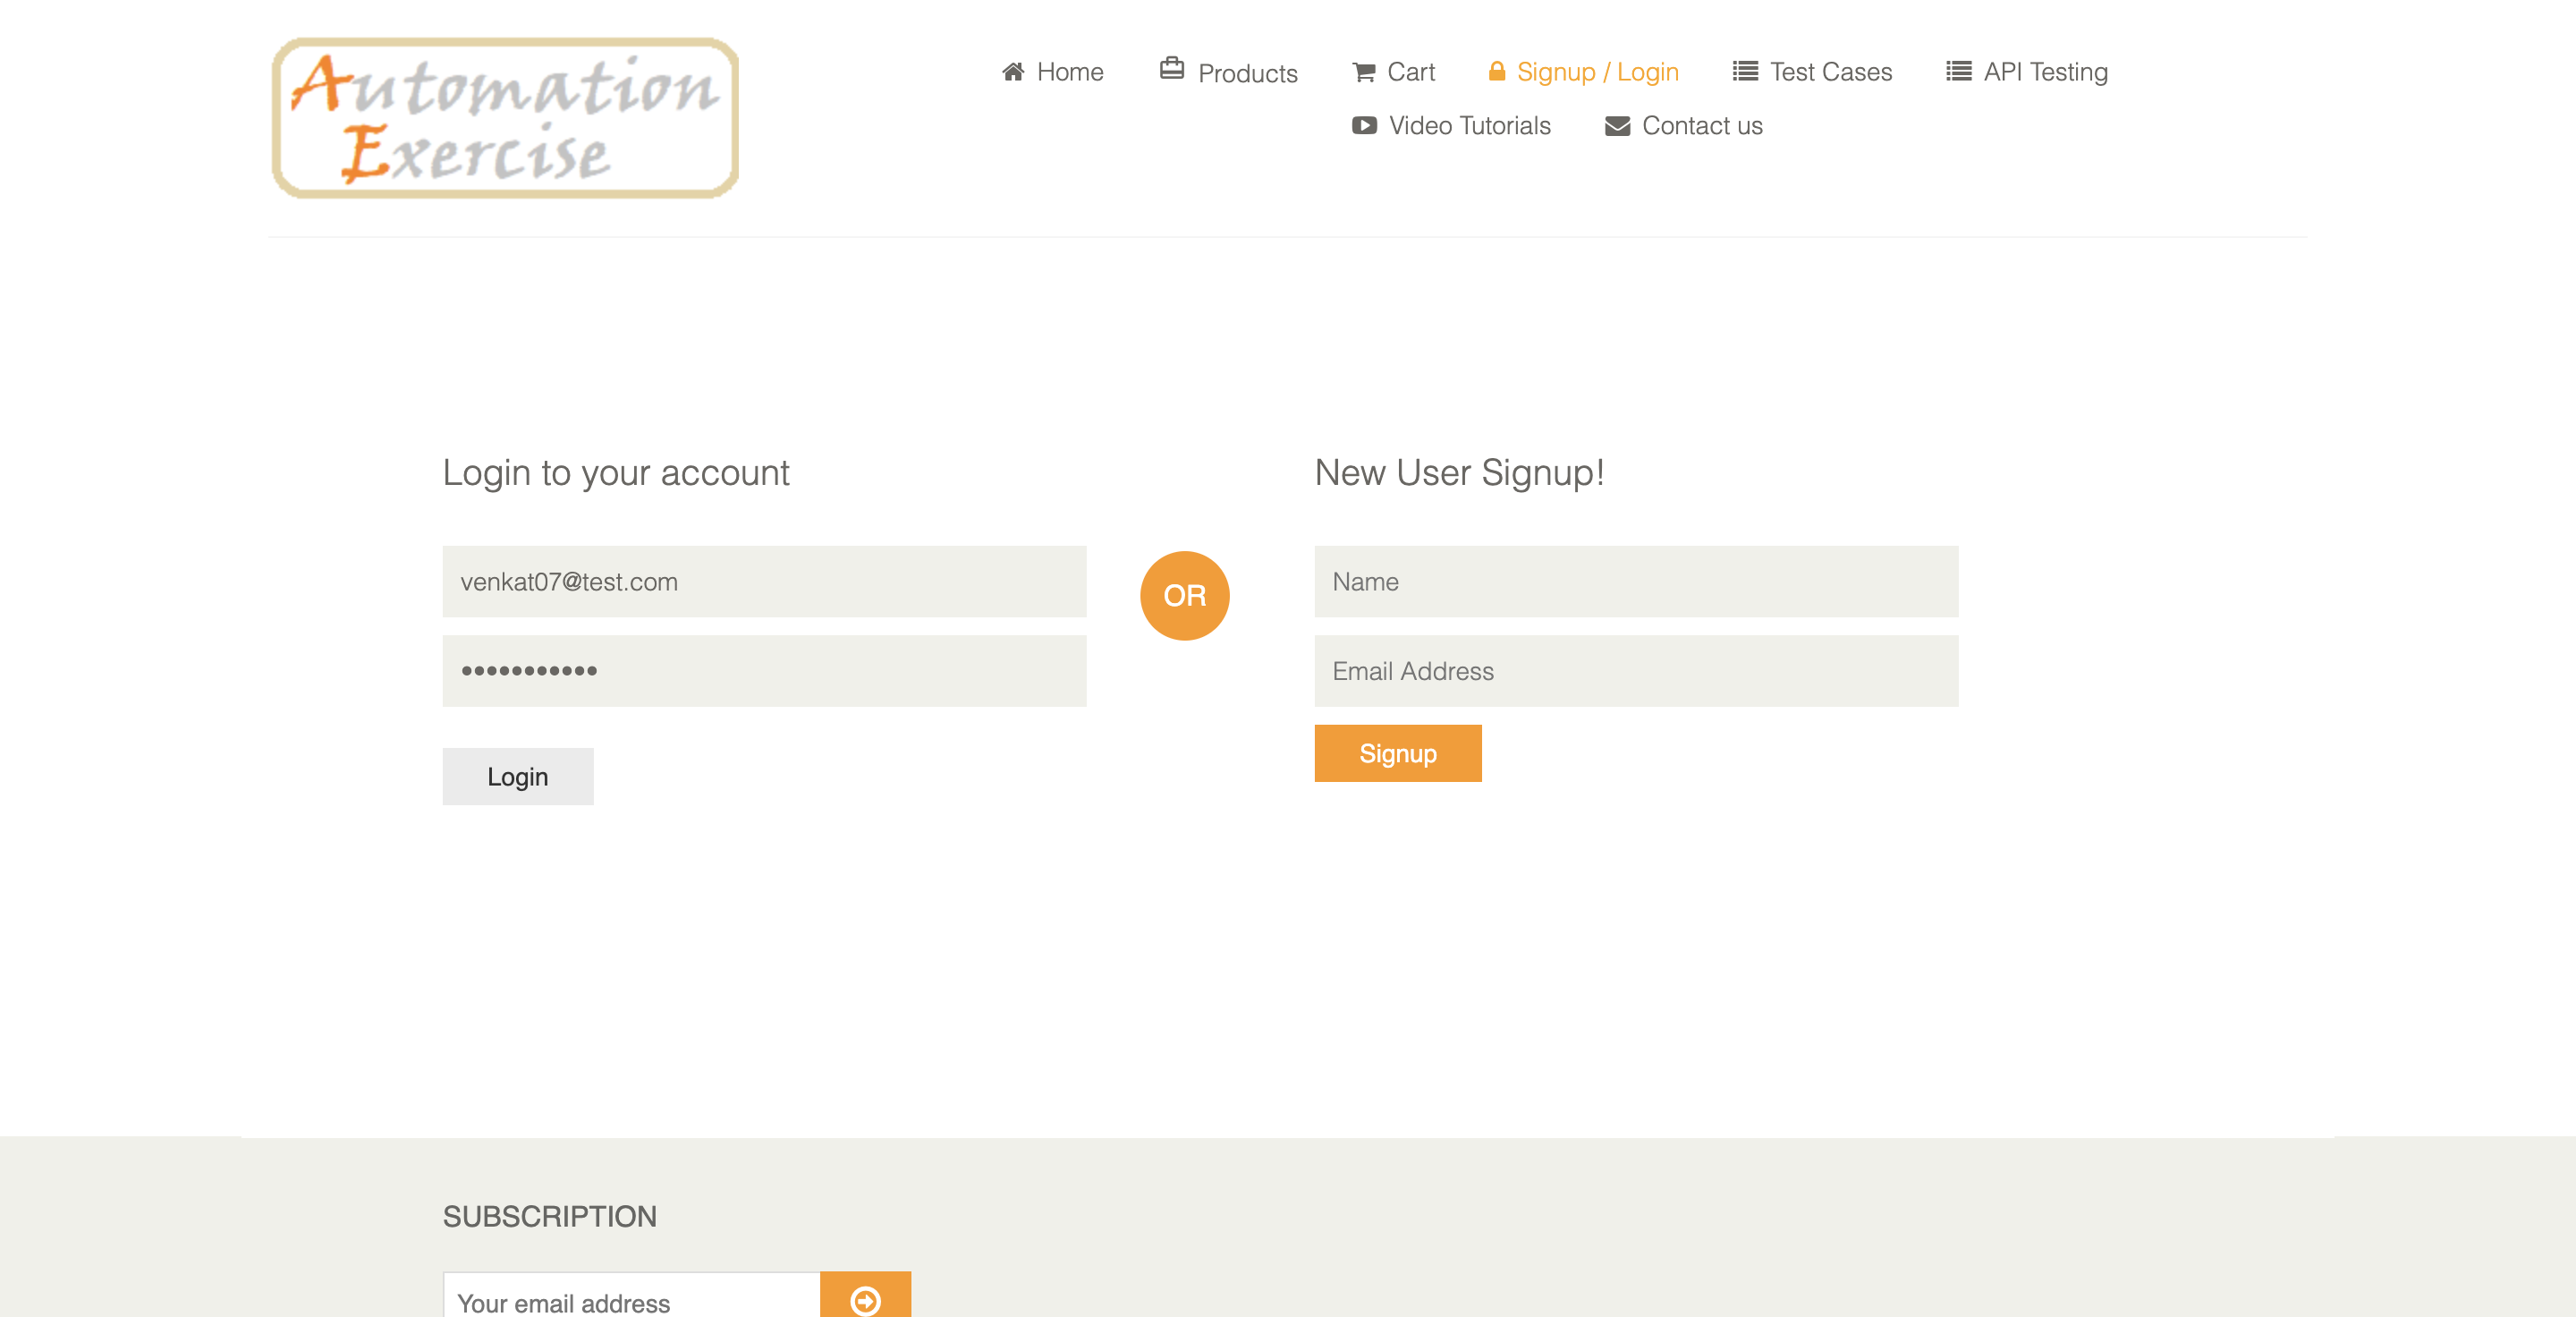 Automation
Exercise
Home Products Cart Signup / Login Test Cases API Testing
Video Tutorials Contact us
Login to your account
venkat07@test.com
•••••••••••
Login
OR
New User Signup!
Name
Email Address
Signup
SUBSCRIPTION
Your email address